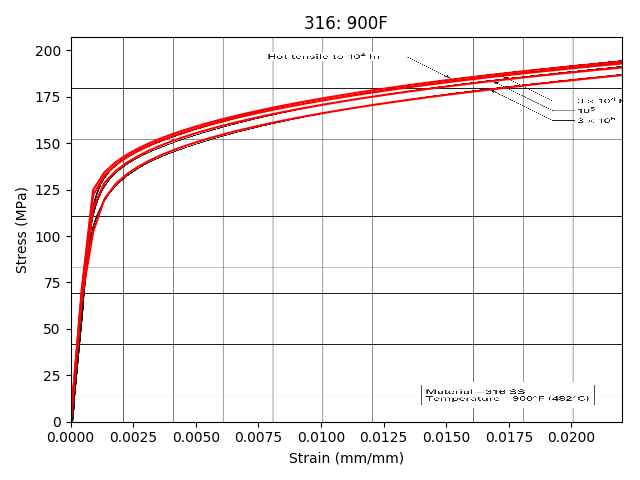 316: 900F
200
175
150
125
100
75
50
25
0
Stress (MPa)
Hot tensile to 10⁴ hr
10⁵
Material—316 SS
Temperature—900°F (482°C)
0.0000 0.0025 0.0050 0.0075 0.0100 0.0125 0.0150 0.0175 0.0200
Strain (mm/mm)